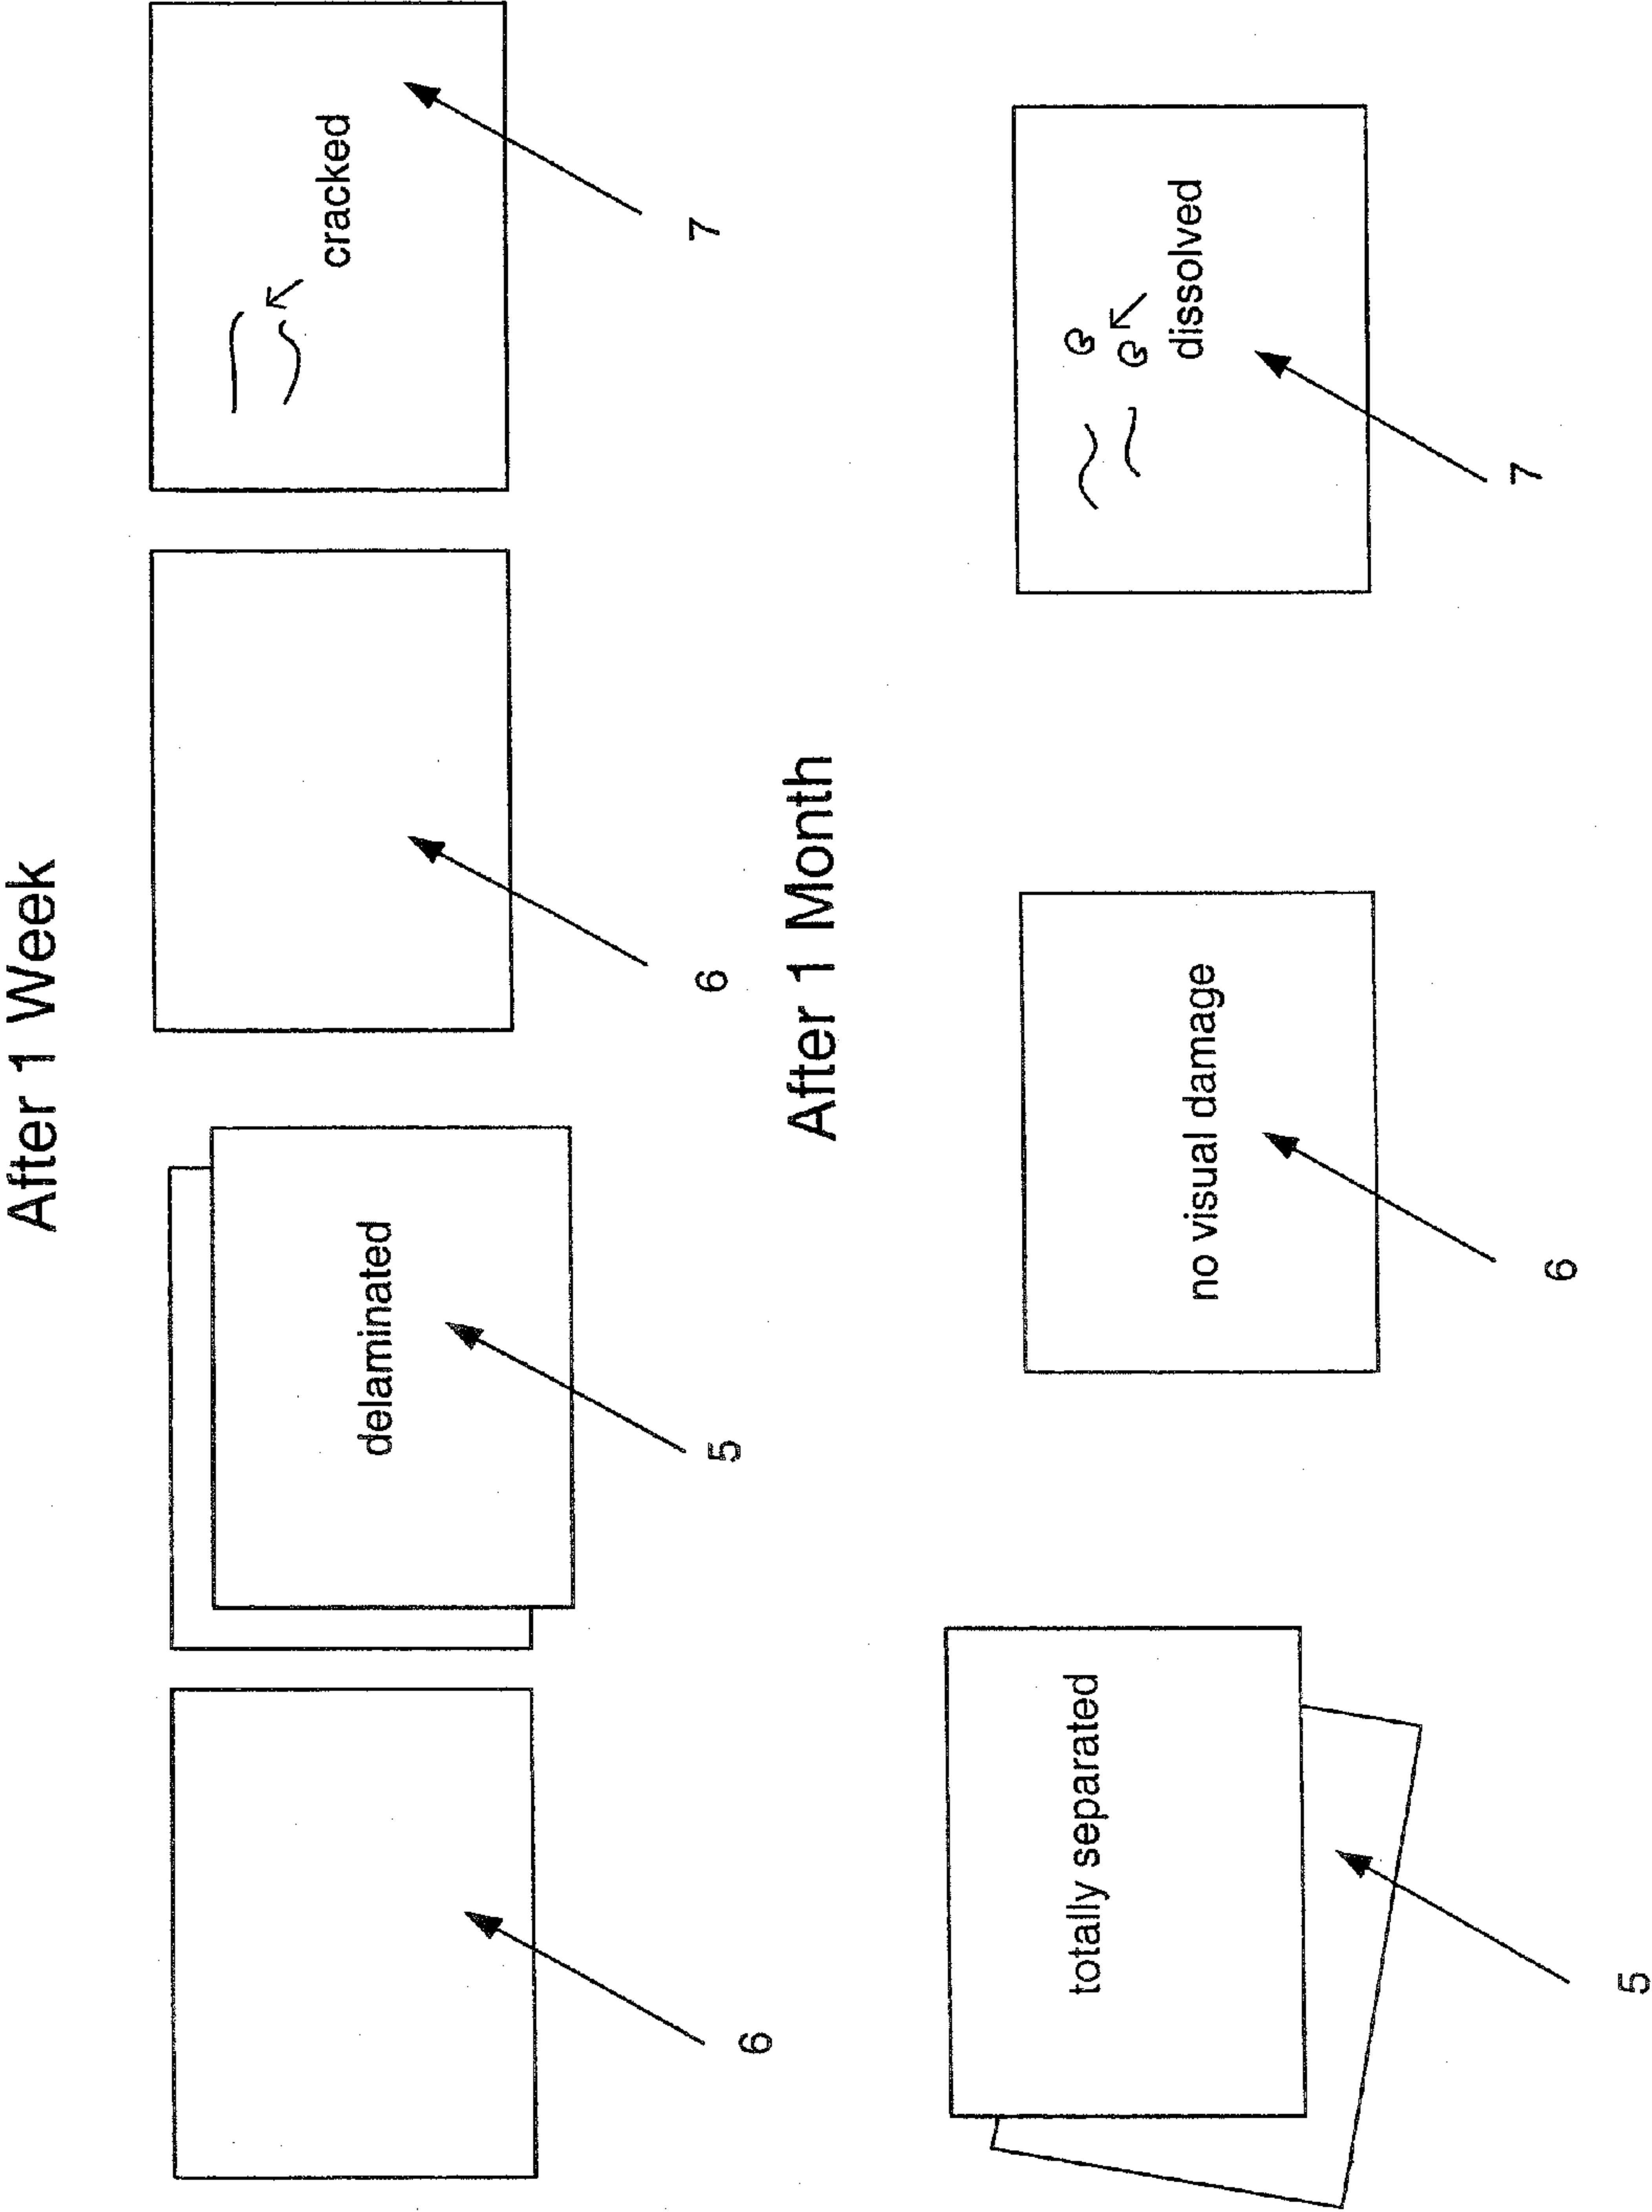 After 1 Week
delaminated
cracked
6
5
6
7
After 1 Month
totally separated
no visual damage
dissolved
5
6
7